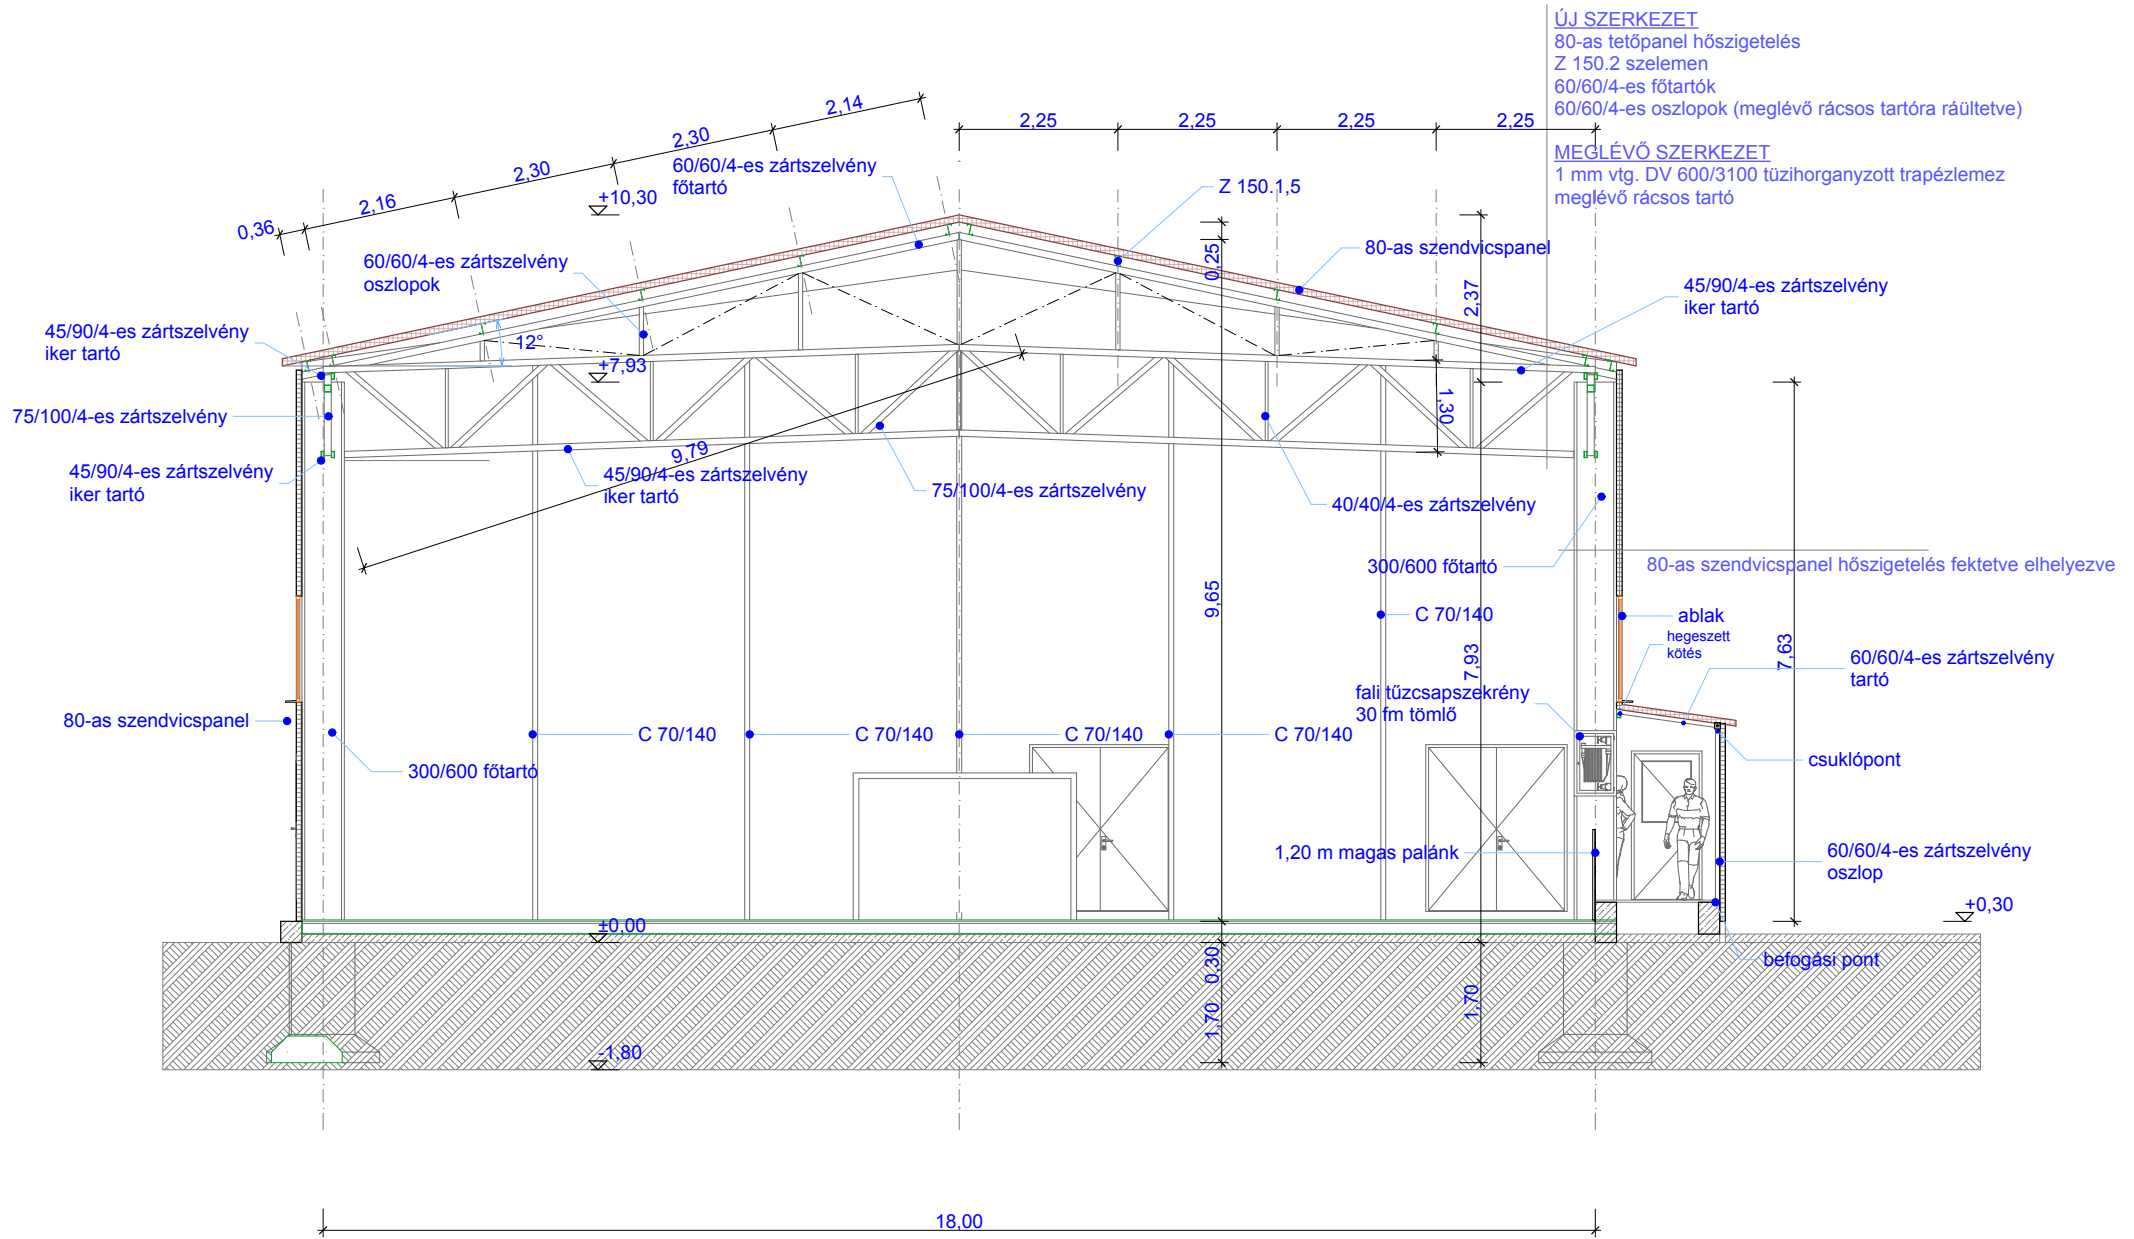 ÚJ SZERKEZET
80-as tetőpanel hőszigetelés
Z 150.2 szelemen
60/60/4-es főtartók
60/60/4-es oszlopok (meglévő rácsos tartóra ráültetve)
MEGLÉVŐ SZERKEZET
1 mm vtg. DV 600/3100 tüzihorganyzott trapézlemez
meglévő rácsos tartó
0,36
2,16
2,30
2,30
2,14
2,25
2,25
2,25
2,25
60/60/4-es zártszelvény
főtartó
+10,30
Z 150.1,5
80-as szendvicspanel
60/60/4-es zártszelvény
oszlopok
0,25
2,37
45/90/4-es zártszelvény
iker tartó
45/90/4-es zártszelvény
iker tartó
12°
+7,93
1,30
75/100/4-es zártszelvény
9,79
45/90/4-es zártszelvény
iker tartó
45/90/4-es zártszelvény
iker tartó
75/100/4-es zártszelvény
40/40/4-es zártszelvény
300/600 főtartó
80-as szendvicspanel hőszigetelés fektetve elhelyezve
9,65
C 70/140
ablak
hegeszett
kötés
7,93
7,63
60/60/4-es zártszelvény
tartó
fali tűzcsapszekrény
30 fm tömlő
80-as szendvicspanel
C 70/140
C 70/140
C 70/140
C 70/140
300/600 főtartó
csuklópont
1,20 m magas palánk
60/60/4-es zártszelvény
oszlop
+0,30
±0,00
befogási pont
0,30
1,70
1,70
-1,80
18,00